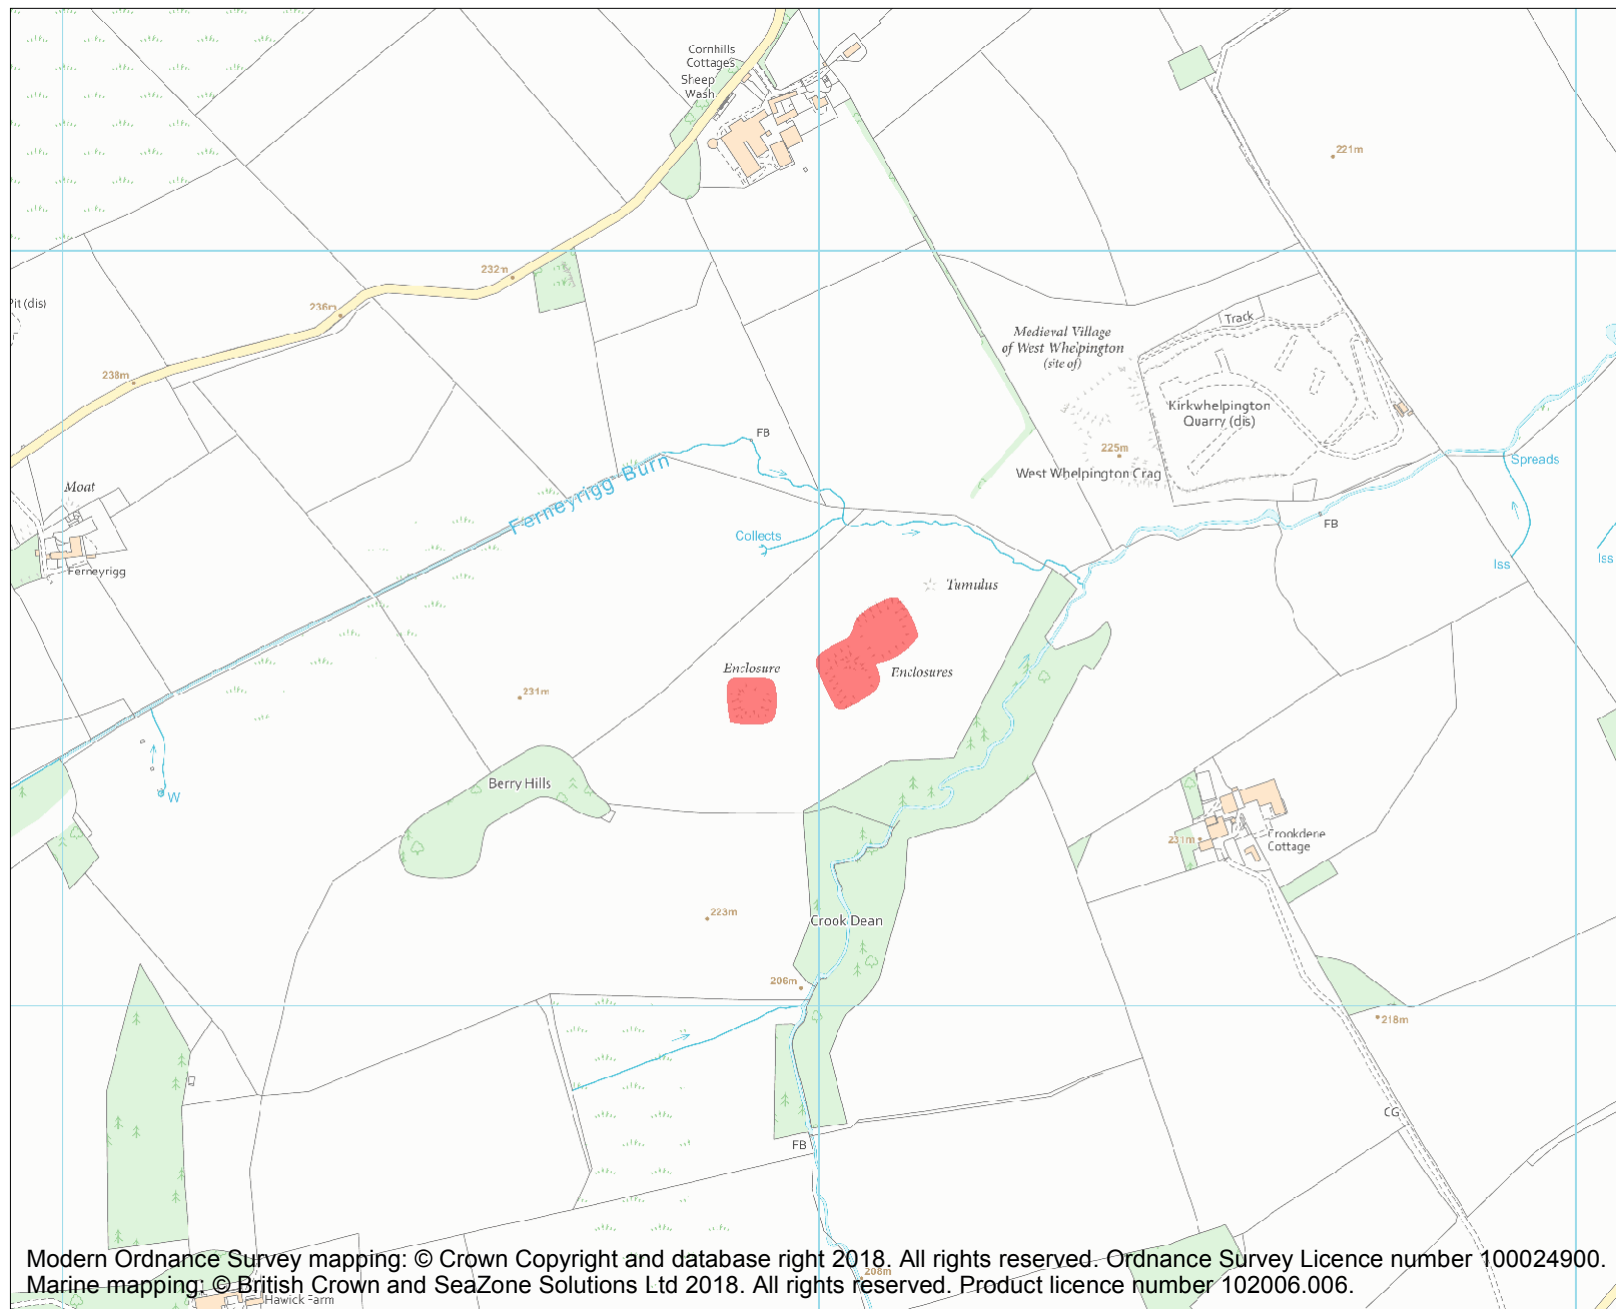 Cornhills
Cottages
Sheep
Wash
221m
232m
236m
Pit (dis)
238m
Track
Medieval Village
of West Whelpington
(site of)
Kirkwhelpington
Quarry (dis)
225m
West Whelpington Crag
FB
Spreads
Moat
Ferneyrigg Burn
FB
Collects
Iss
Iss
Ferneyrigg
Tumulus
Enclosure
Enclosures
231m
Berry Hills
W
231m
Crookdene
Cottage
223m
Crook Dean
206m
218m
CG
FB
Modern Ordnance Survey mapping: © Crown Copyright and database right 2018. All rights reserved. Ordnance Survey Licence number 100024900.
208m
Marine mapping: © British Crown and SeaZone Solutions Ltd 2018. All rights reserved. Product licence number 102006.006.
Hawick Farm